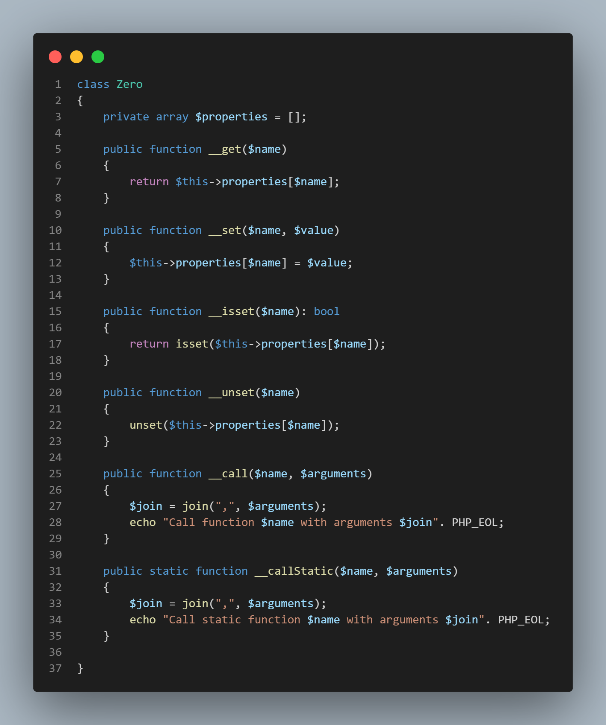 1 class Zero
2 {
3     private array $properties = [];
4
5     public function __get($name)
6     {
7         return $this->properties[$name];
8     }
9
10     public function __set($name, $value)
11     {
12         $this->properties[$name] = $value;
13     }
14
15     public function __isset($name): bool
16     {
17         return isset($this->properties[$name]);
18     }
19
20     public function __unset($name)
21     {
22         unset($this->properties[$name]);
23     }
24
25     public function __call($name, $arguments)
26     {
27         $join = join(",", $arguments);
28         echo "Call function $name with arguments $join". PHP_EOL;
29     }
30
31     public static function __callStatic($name, $arguments)
32     {
33         $join = join(",", $arguments);
34         echo "Call static function $name with arguments $join". PHP_EOL;
35     }
36
37 }